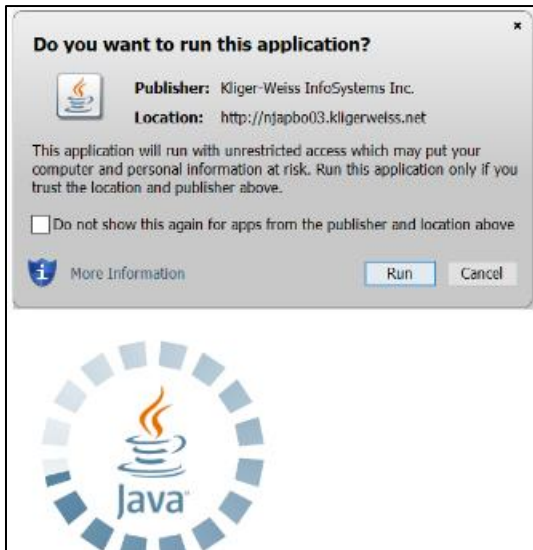 Do you want to run this application?
Publisher: Kliger-Weiss InfoSystems Inc.
Location: http://njapbo03.kligerweiss.net
This application will run with unrestricted access which may put your
computer and personal information at risk. Run this application only if you
trust the location and publisher above.
Do not show this again for apps from the publisher and location above
More Information
Run
Cancel
Java